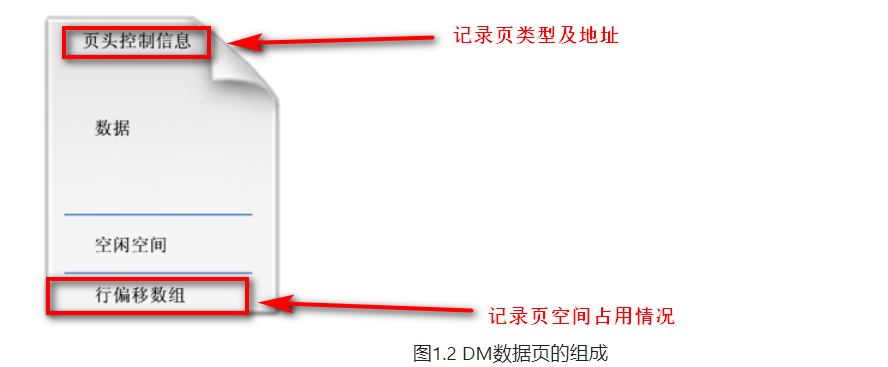 页头控制信息
记录页类型及地址
数据
空闲空间
行偏移数组
记录页空间占用情况
图1.2 DM数据页的组成